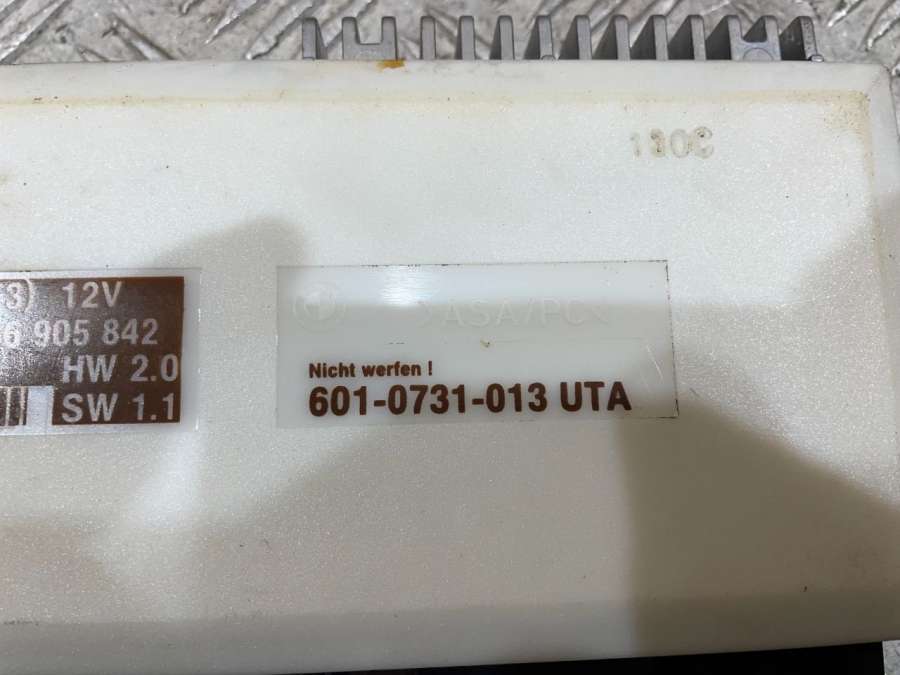 130C
12V
6 905 842
HW 2.0
SW 1.1
>ASA/PC<
Nicht werfen !
601-0731-013 UTA